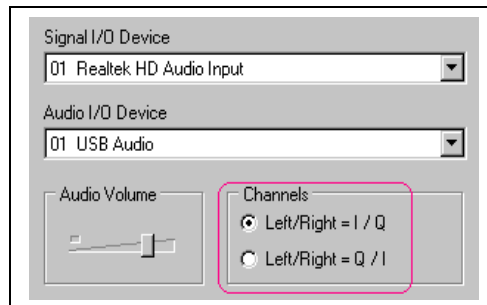 Signal I/O Device
01 Realtek HD Audio Input
Audio I/O Device
01 USB Audio
Audio Volume
Channels
Left/Right = I / Q
Left/Right = Q / I